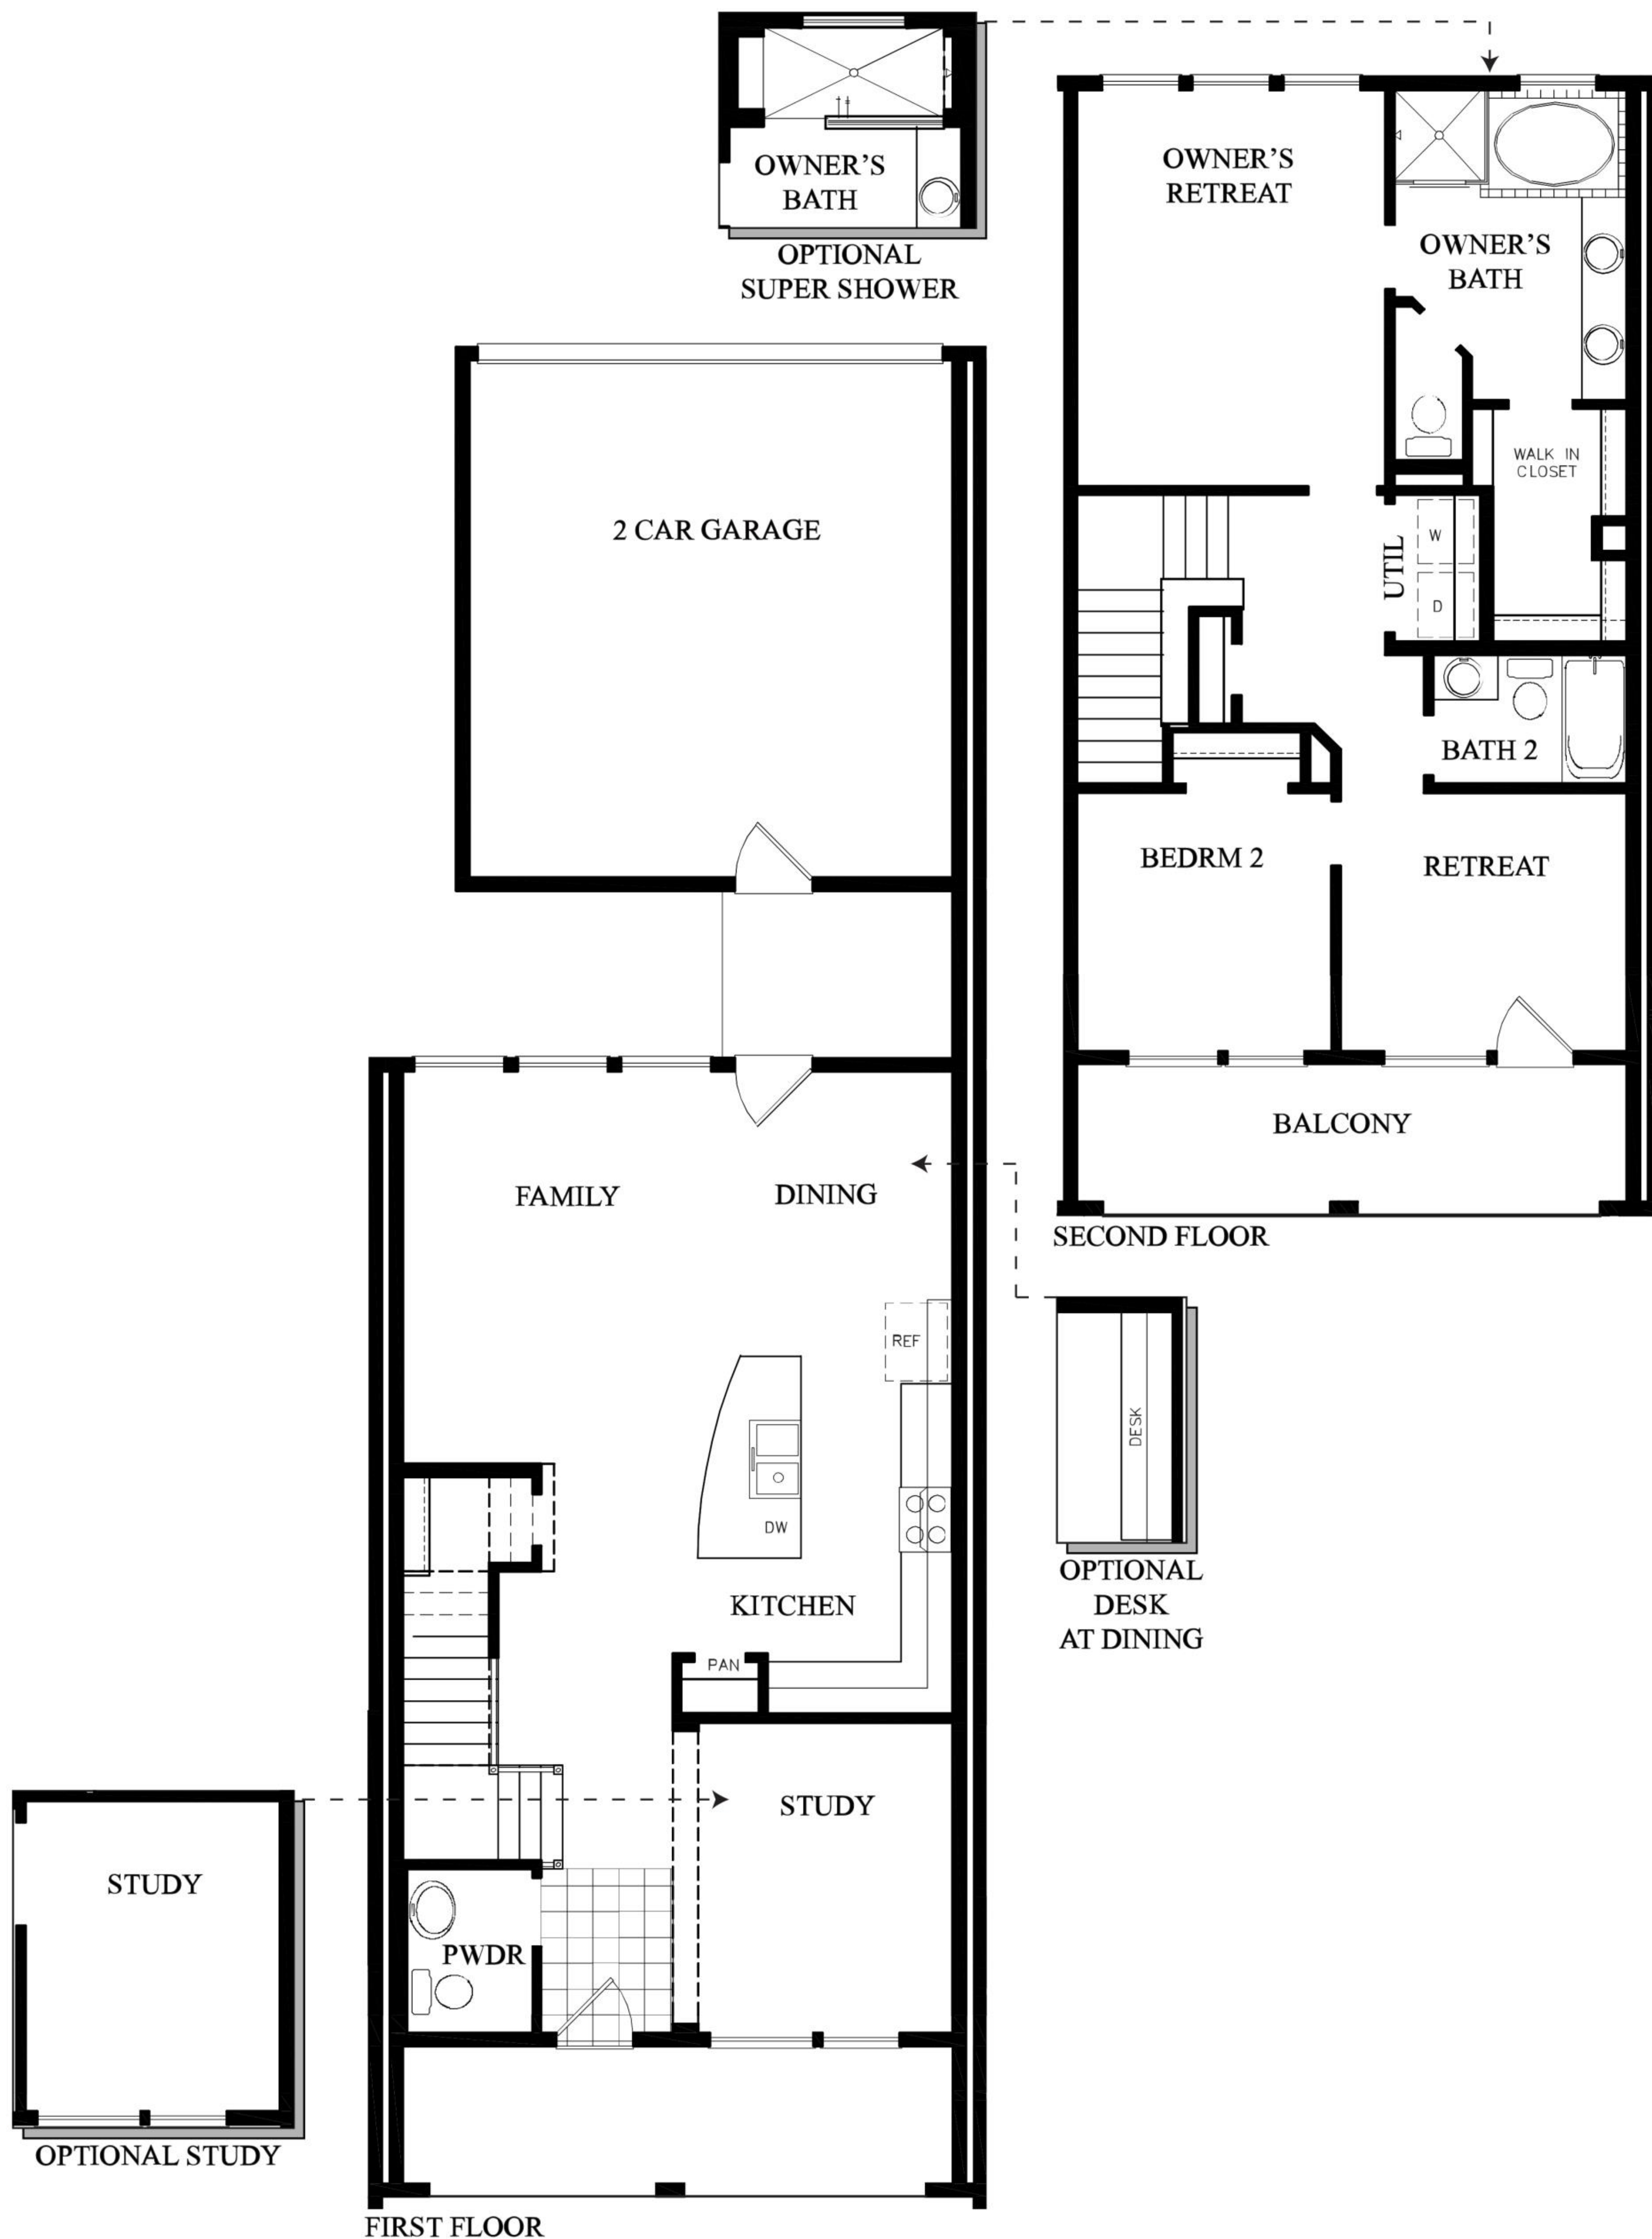 OWNER'S
BATH
OPTIONAL
SUPER SHOWER
OWNER'S
RETREAT
OWNER'S
BATH
WALK IN
CLOSET
UTIL
W
D
BATH 2
BEDRM 2
RETREAT
BALCONY
SECOND FLOOR
2 CAR GARAGE
FAMILY
DINING
REF
DW
KITCHEN
PAN
DESK
OPTIONAL
DESK
AT DINING
STUDY
PWDR
FIRST FLOOR
STUDY
OPTIONAL STUDY